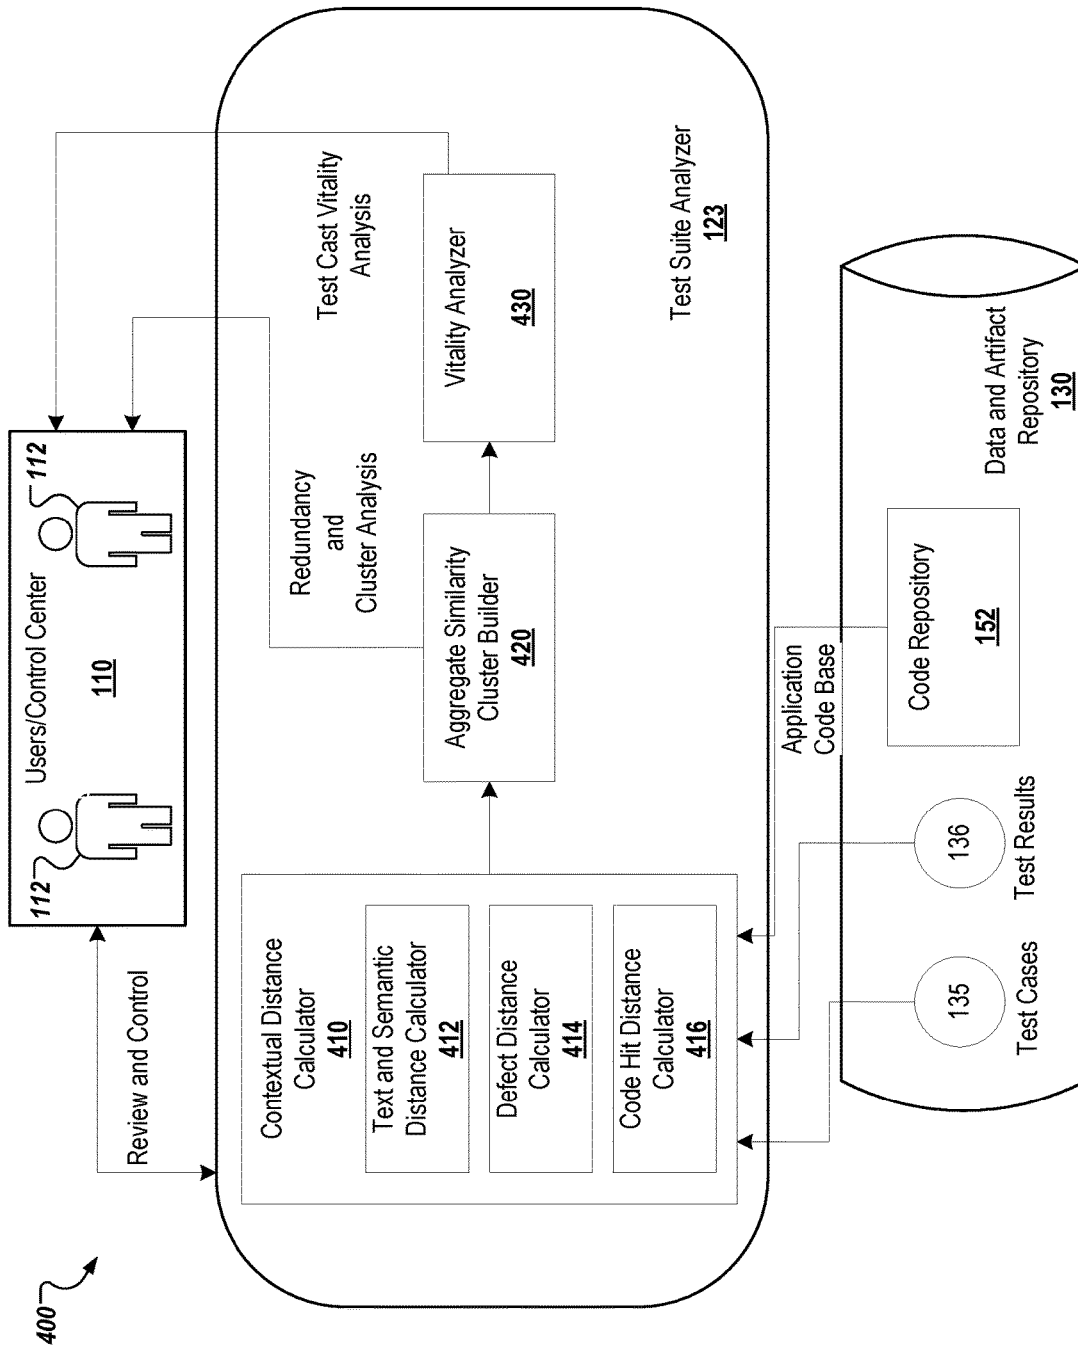 400
Review and Control
112
Users/Control Center
110
112
Contextual Distance
Calculator
410
Text and Semantic
Distance Calculator
412
Defect Distance
Calculator
414
Code Hit Distance
Calculator
416
Redundancy
and
Cluster Analysis
Aggregate Similarity
Cluster Builder
420
Test Cast Vitality
Analysis
Vitality Analyzer
430
Test Suite Analyzer
123
Application
Code Base
135
Test Cases
136
Test Results
Code Repository
152
Data and Artifact
Repository
130